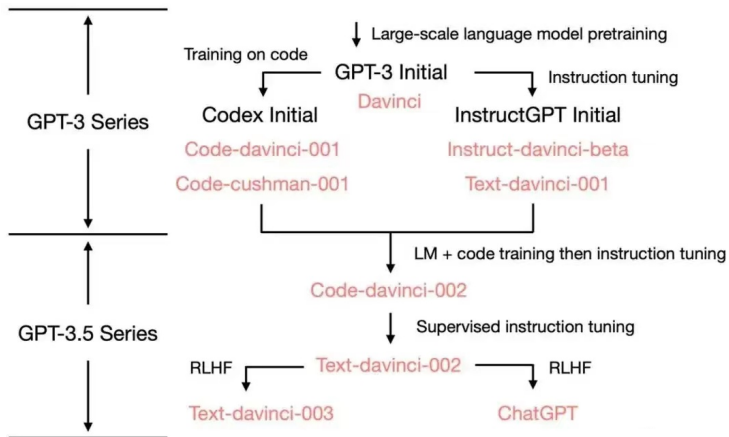 Large-scale language model pretraining
Training on code
GPT-3 Initial
Instruction tuning
Davinci
Codex Initial
InstructGPT Initial
GPT-3 Series
Code-davinci-001
Instruct-davinci-beta
Code-cushman-001
Text-davinci-001
LM + code training then instruction tuning
Code-davinci-002
GPT-3.5 Series
Supervised instruction tuning
RLHF
Text-davinci-002
RLHF
Text-davinci-003
ChatGPT